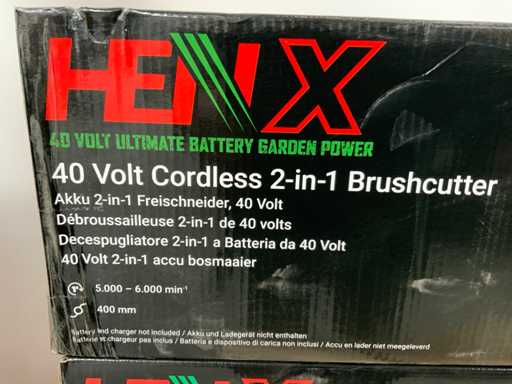 HENX
40 VOLT ULTIMATE BATTERY GARDEN POWER
40 Volt Cordless 2-in-1 Brushcutter
Akku 2-in-1 Freischneider, 40 Volt
Débroussailleuse 2-in-1 de 40 volts
Decespugliatore 2-in-1 a Batteria da 40 Volt
40 Volt 2-in-1 accu bosmaaier
5.000 – 6.000 min⁻¹
400 mm
Battery and charger not included / Akku und Ladegerät nicht enthalten
Batterie et chargeur pas inclus / Batteria e dispositivo di carica non inclusi / Accu en lader niet meegeleverd
HENX